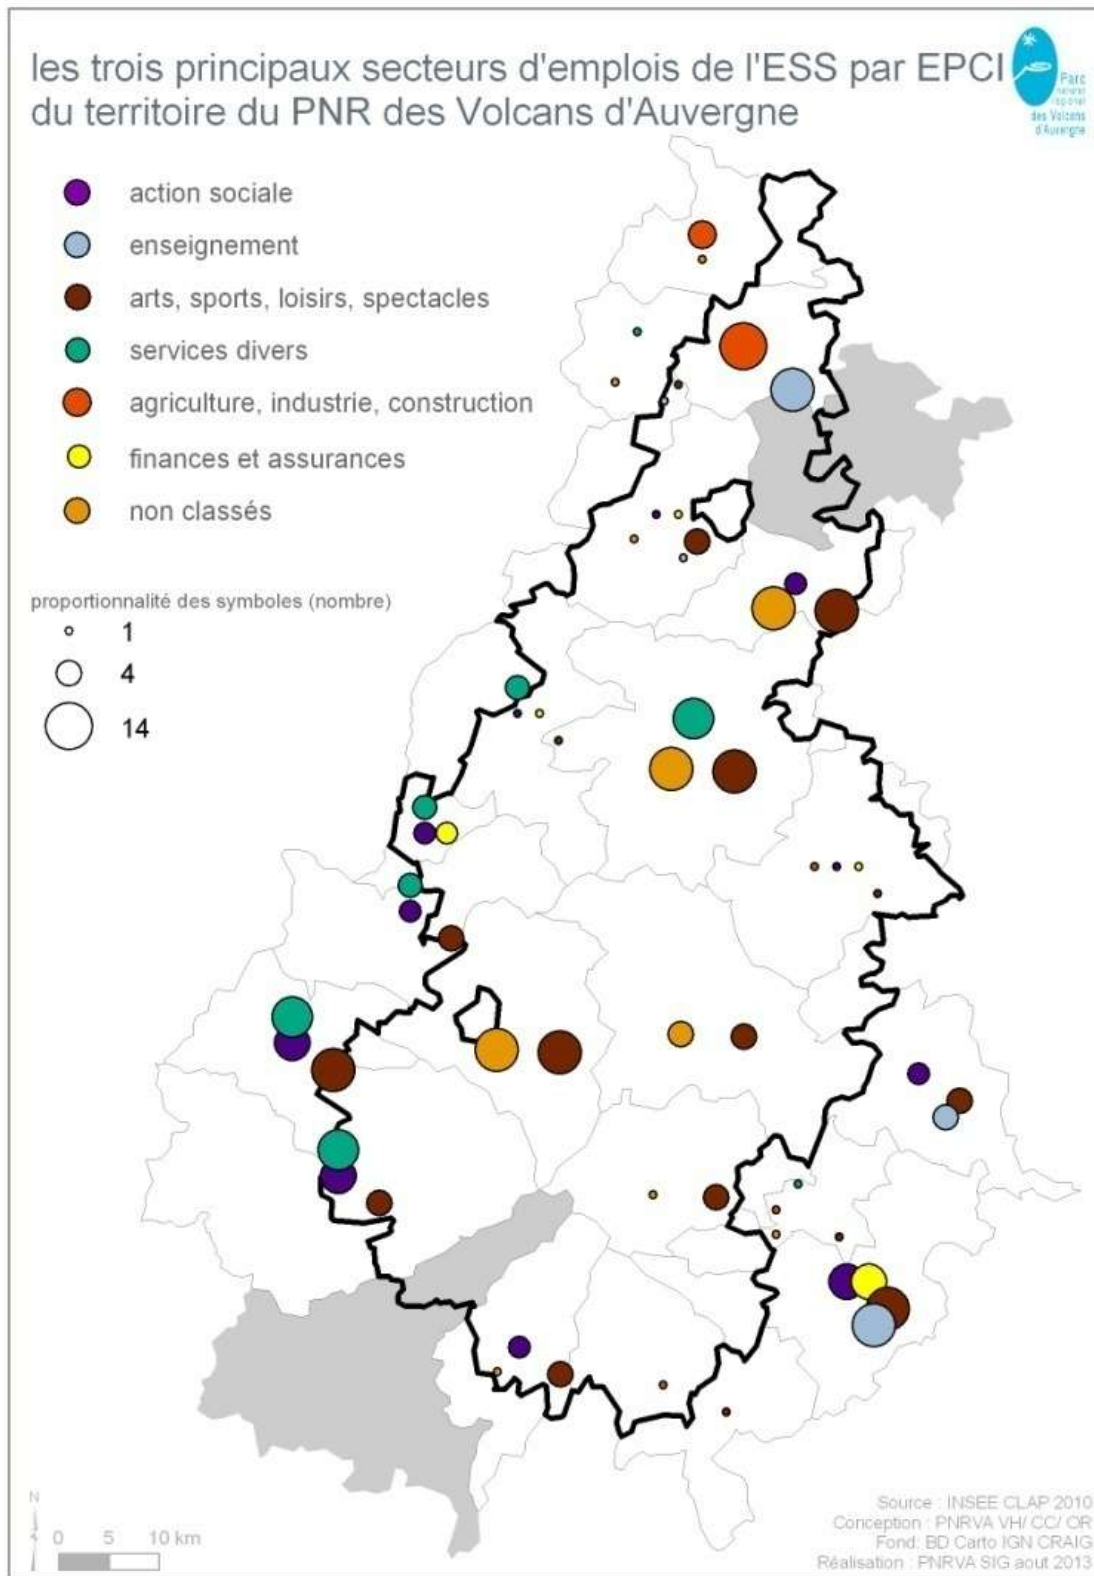 les trois principaux secteurs d'emplois de l'ESS par EPCI
du territoire du PNR des Volcans d'Auvergne
Parc
naturel
régional
des Volcans
d'Auvergne
action sociale
enseignement
arts, sports, loisirs, spectacles
services divers
agriculture, industrie, construction
finances et assurances
non classés
proportionnalité des symboles (nombre)
1
4
14
N
0 5 10 km
Source : INSEE CLAP 2010
Conception : PNRVA VH/ CC/ OR
Fond: BD Carto IGN CRAIG
Réalisation : PNRVA SIG aout 2013